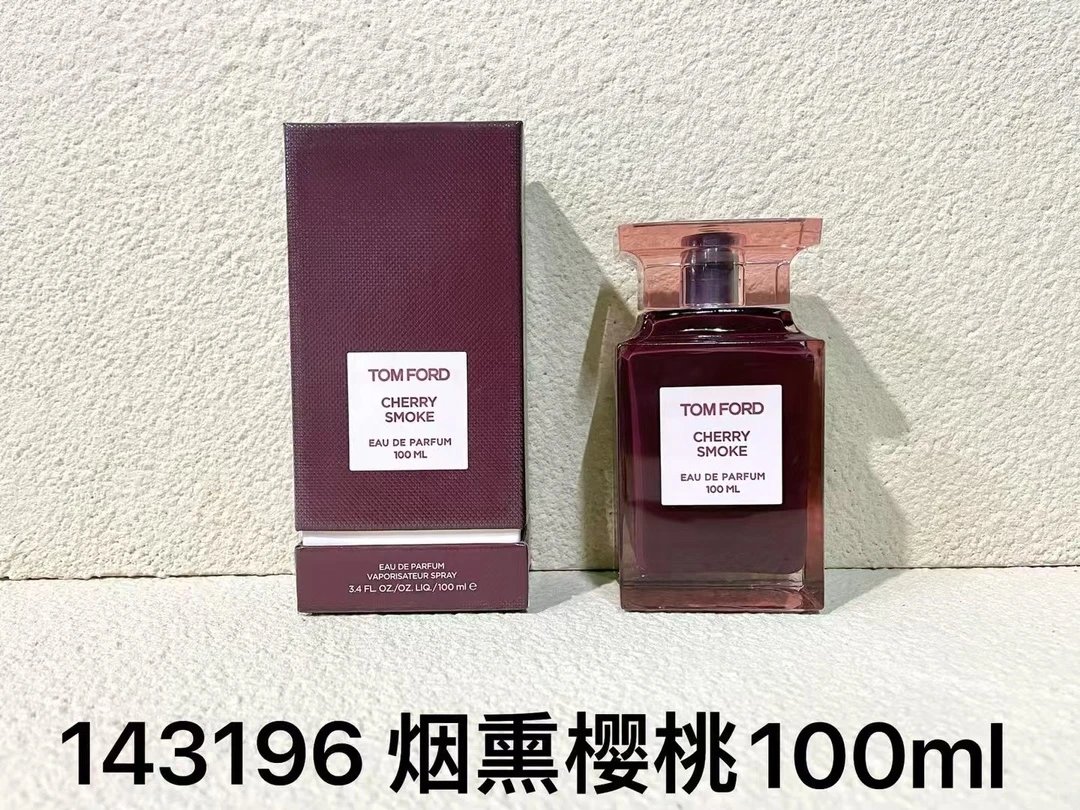 TOM FORD
CHERRY
SMOKE
EAU DE PARFUM
100 ML
EAU DE PARFUM
VAPORISATEUR SPRAY
3.4 FL. OZ./OZ. LIQ./100 ml ℮
TOM FORD
CHERRY
SMOKE
EAU DE PARFUM
100 ML
143196 烟熏樱桃100ml